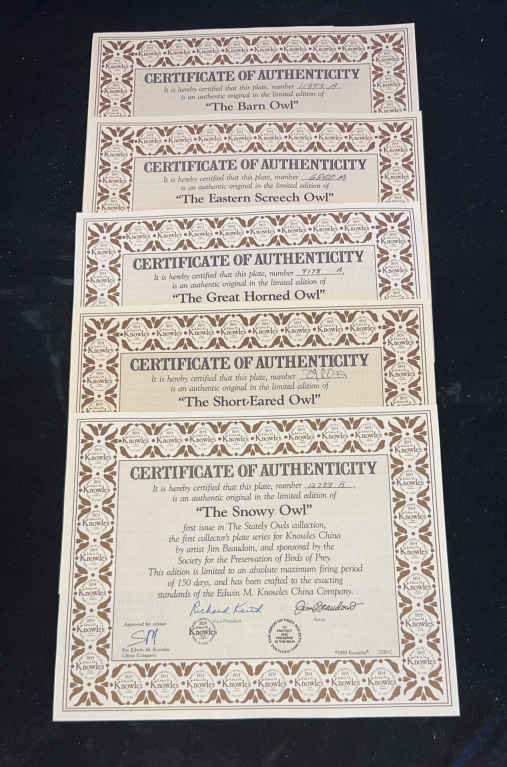 CERTIFICATE OF AUTHENTICITY
It is hereby certified that this plate, number A
is an authentic original in the limited edition of
"The Barn Owl"
CERTIFICATE OF AUTHENTICITY
It is hereby certified that this plate, number
is an authentic original in the limited edition of
"The Eastern Screech Owl"
CERTIFICATE OF AUTHENTICITY
It is hereby certified that this plate, number 9178 A
is an authentic original in the limited edition of
"The Great Horned Owl"
CERTIFICATE OF AUTHENTICITY
It is hereby certified that this plate, number
is an authentic original in the limited edition of
"The Short-Eared Owl"
CERTIFICATE OF AUTHENTICITY
It is hereby certified that this plate, number A
is an authentic original in the limited edition of
"The Snowy Owl"
first issue in The Stately Owls collection,
the first collector's plate series for Knowles China
by artist Jim Beaudoin, and sponsored by the
Society for the Preservation of Birds of Prey.
This edition is limited to an absolute maximum firing period
of 150 days, and has been crafted to the exacting
standards of the Edwin M. Knowles China Company.
Vice-President
Artist
Knowles
For Edwin M. Knowles
China Company